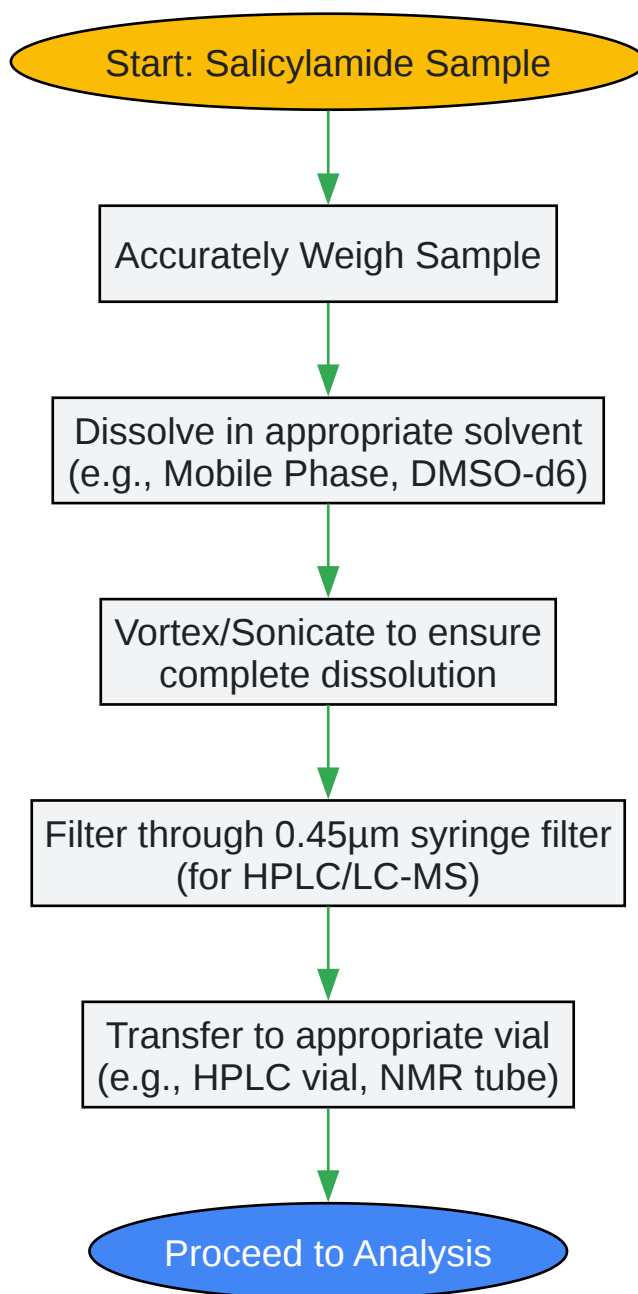 Start: Salicylamide Sample
Accurately Weigh Sample
Dissolve in appropriate solvent
(e.g., Mobile Phase, DMSO-d6)
Vortex/Sonicate to ensure
complete dissolution
Filter through 0.45µm syringe filter
(for HPLC/LC-MS)
Transfer to appropriate vial
(e.g., HPLC vial, NMR tube)
Proceed to Analysis